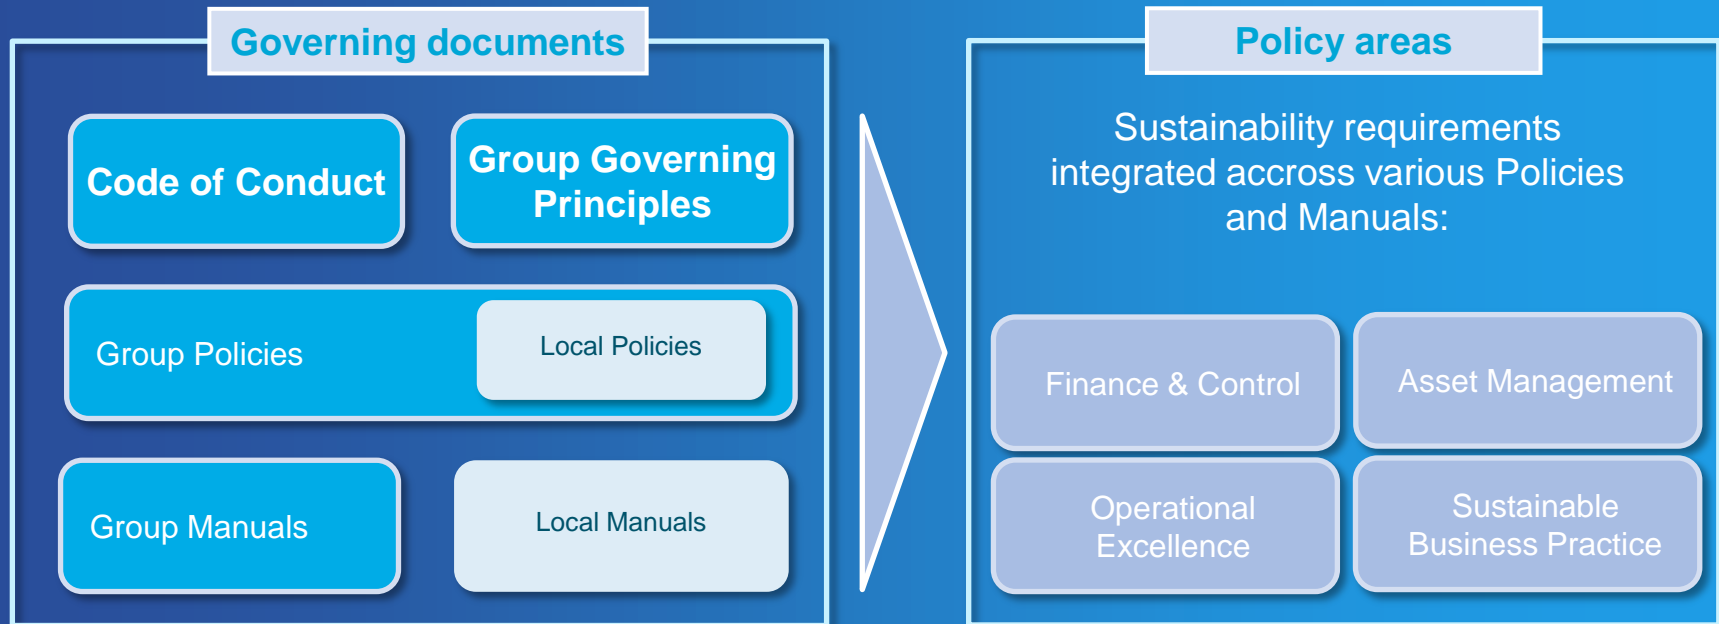 Governing documents
Code of Conduct
Group Governing
Principles
Group Policies
Local Policies
Group Manuals
Local Manuals
Policy areas
Sustainability requirements
integrated accross various Policies
and Manuals:
Finance & Control
Asset Management
Operational
Excellence
Sustainable
Business Practice